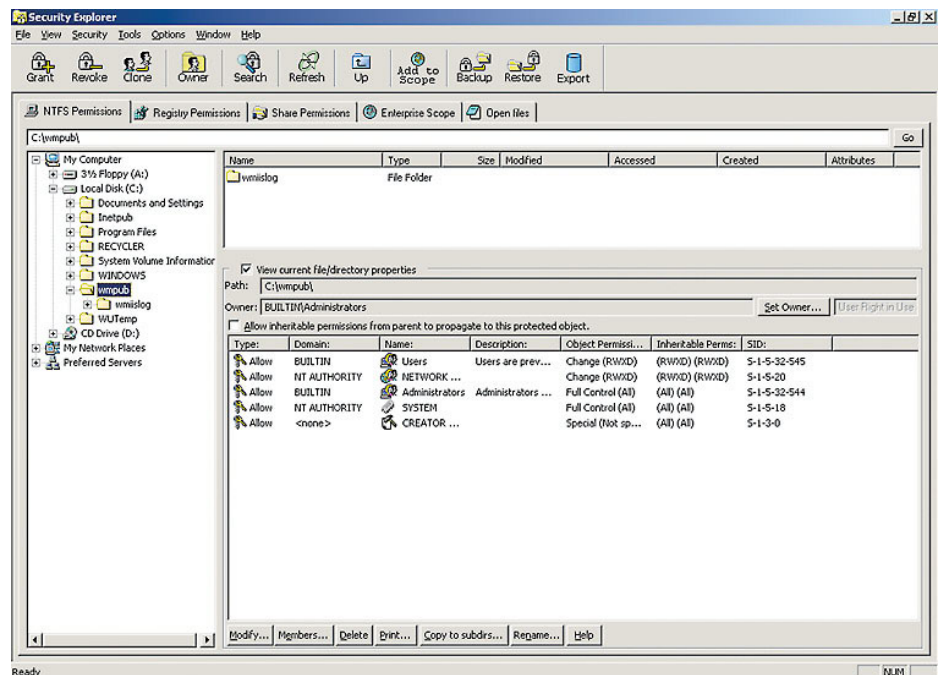 Security Explorer
File View Security Tools Options Window Help
Grant Revoke Clone Owner Search Refresh Up Add to Scope Backup Restore Export
NTFS Permissions Registry Permissions Share Permissions Enterprise Scope Open files
C:\wmpub\ Go
My Computer
3½ Floppy (A:)
Local Disk (C:)
Documents and Settings
Inetpub
Program Files
RECYCLER
System Volume Informatior
WINDOWS
wmpub
wmiislog
WUTemp
CD Drive (D:)
My Network Places
Preferred Servers
Name Type Size Modified Accessed Created Attributes
wmiislog File Folder
View current file/directory properties
Path: C:\wmpub\
Owner: BUILTIN\Administrators Set Owner... User Right in Use
Allow inheritable permissions from parent to propagate to this protected object.
Type: Domain: Name: Description: Object Permissi... Inheritable Perms: SID:
Allow BUILTIN Users Users are prev... Change (RWXD) (RWXD) (RWXD) S-1-5-32-545
Allow NT AUTHORITY NETWORK ... Change (RWXD) (RWXD) (RWXD) S-1-5-20
Allow BUILTIN Administrators Administrators ... Full Control (All) (All) (All) S-1-5-32-544
Allow NT AUTHORITY SYSTEM Full Control (All) (All) (All) S-1-5-18
Allow <none> CREATOR ... Special (Not sp... (All) (All) S-1-3-0
Modify... Members... Delete Print... Copy to subdirs... Rename... Help
Ready NUM